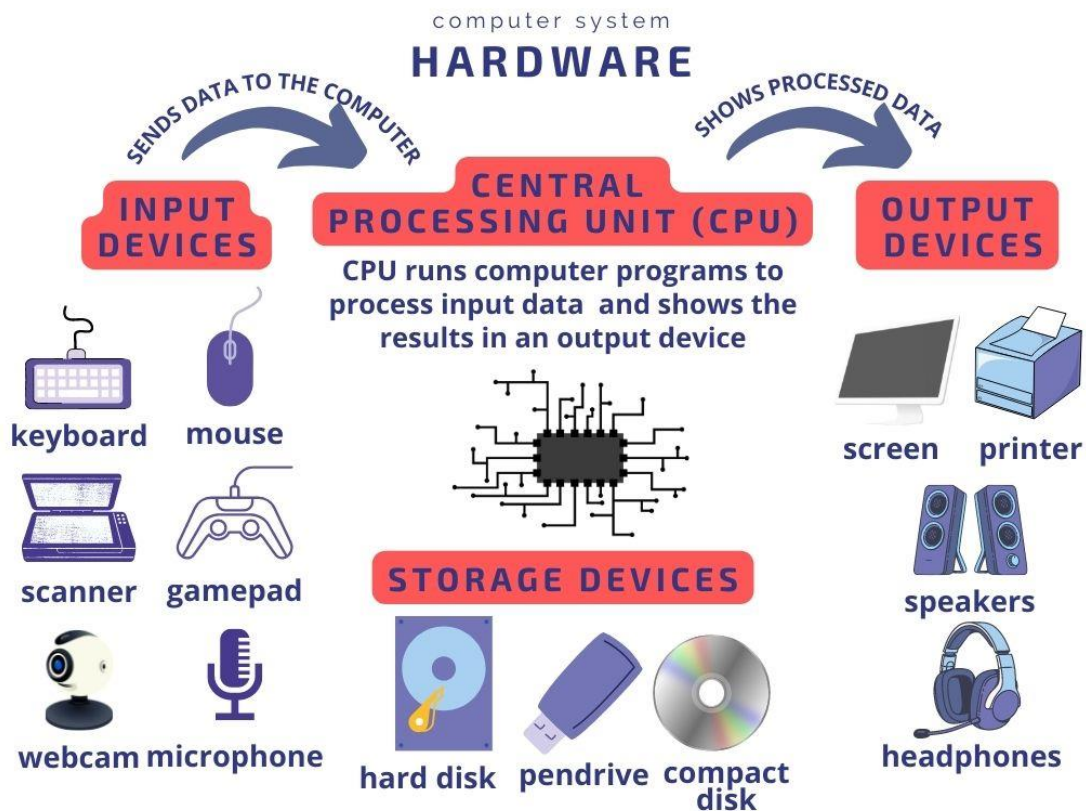 computer system
HARDWARE
SENDS DATA TO THE COMPUTER
SHOWS PROCESSED DATA
INPUT
DEVICES
CENTRAL
PROCESSING UNIT (CPU)
OUTPUT
DEVICES
CPU runs computer programs to
process input data and shows the
results in an output device
keyboard
mouse
scanner
gamepad
webcam
microphone
STORAGE DEVICES
hard disk
pendrive
compact
disk
screen
printer
speakers
headphones